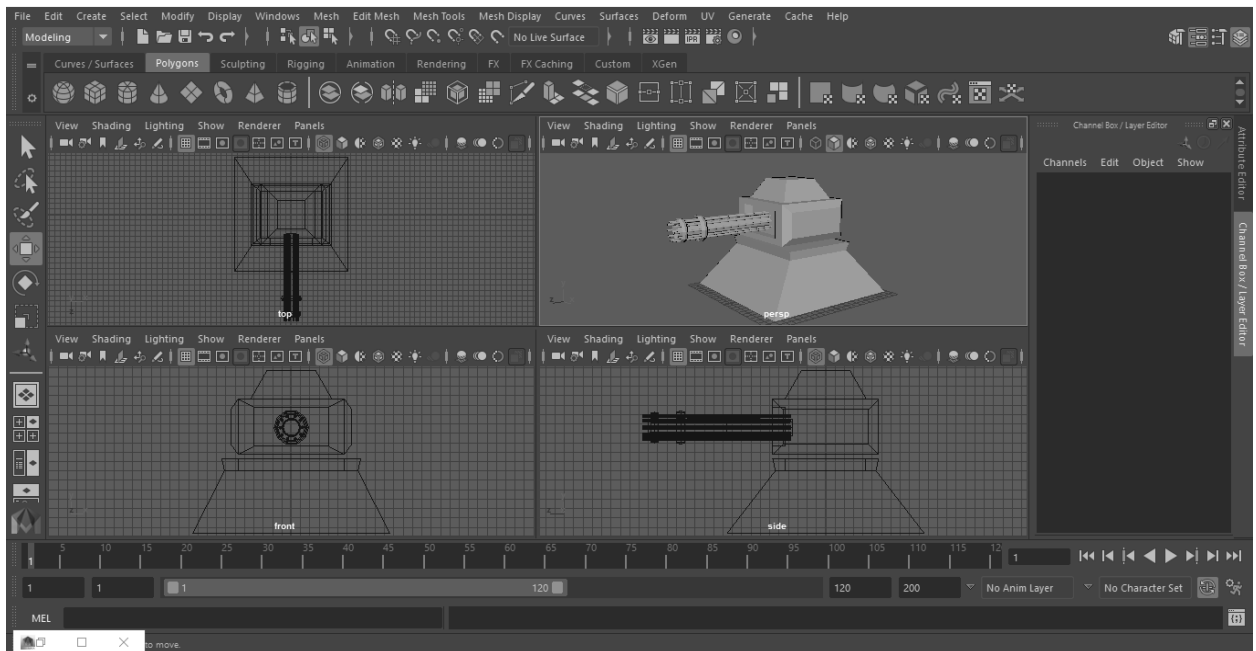 File Edit Create Select Modify Display Windows Mesh Edit Mesh Mesh Tools Mesh Display Curves Surfaces Deform UV Generate Cache Help
Modeling No Live Surface IPR
Curves / Surfaces Polygons Sculpting Rigging Animation Rendering FX FX Caching Custom XGen
View Shading Lighting Show Renderer Panels
View Shading Lighting Show Renderer Panels
Channel Box / Layer Editor
Channels Edit Object Show
Attribute Editor
Channel Box / Layer Editor
top
persp
View Shading Lighting Show Renderer Panels
View Shading Lighting Show Renderer Panels
front
side
5 10 15 20 25 30 35 40 45 50 55 60 65 70 75 80 85 90 95 100 105 110 115 12
1 1
1 1 1 120 120 200 No Anim Layer No Character Set
MEL
to move.